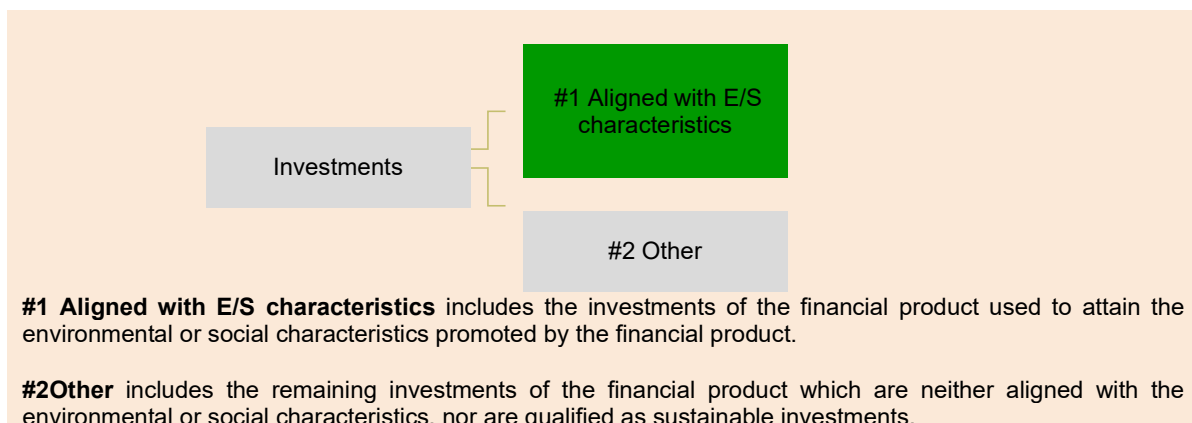 #1 Aligned with E/S
characteristics
Investments
#2 Other
#1 Aligned with E/S characteristics includes the investments of the financial product used to attain the
environmental or social characteristics promoted by the financial product.
#2Other includes the remaining investments of the financial product which are neither aligned with the
environmental or social characteristics, nor are qualified as sustainable investments.